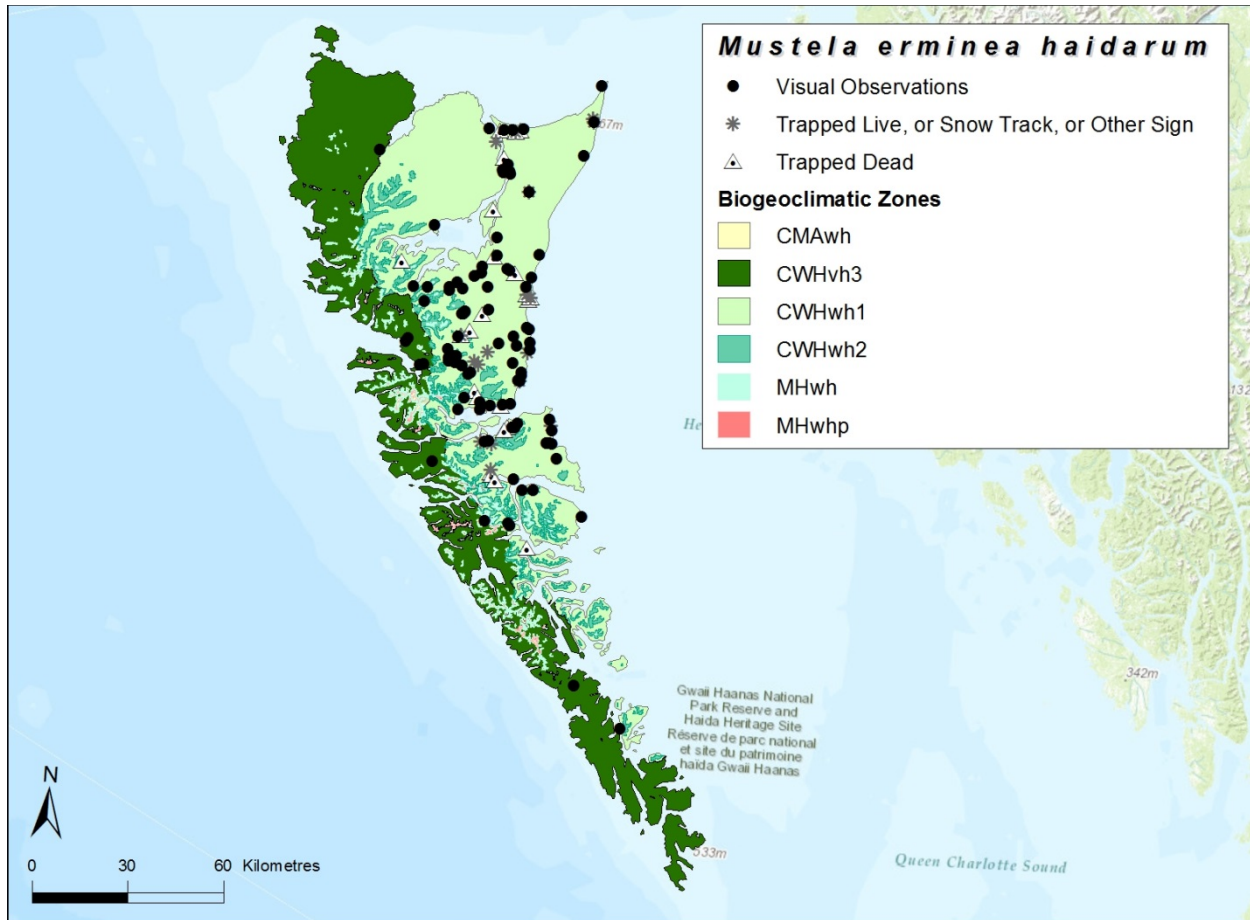 Mustela erminea haidarum
Visual Observations
Trapped Live, or Snow Track, or Other Sign
Trapped Dead
Biogeoclimatic Zones
CMAwh
CWHvh3
CWHwh1
CWHwh2
MHwh
MHwhp
132
He
342m
Gwaii Haanas National
Park Reserve and
Haida Heritage Site
Réserve de parc national
et site du patrimoine
haïda Gwaii Haanas
N
0 30 60 Kilometres
533m
Queen Charlotte Sound